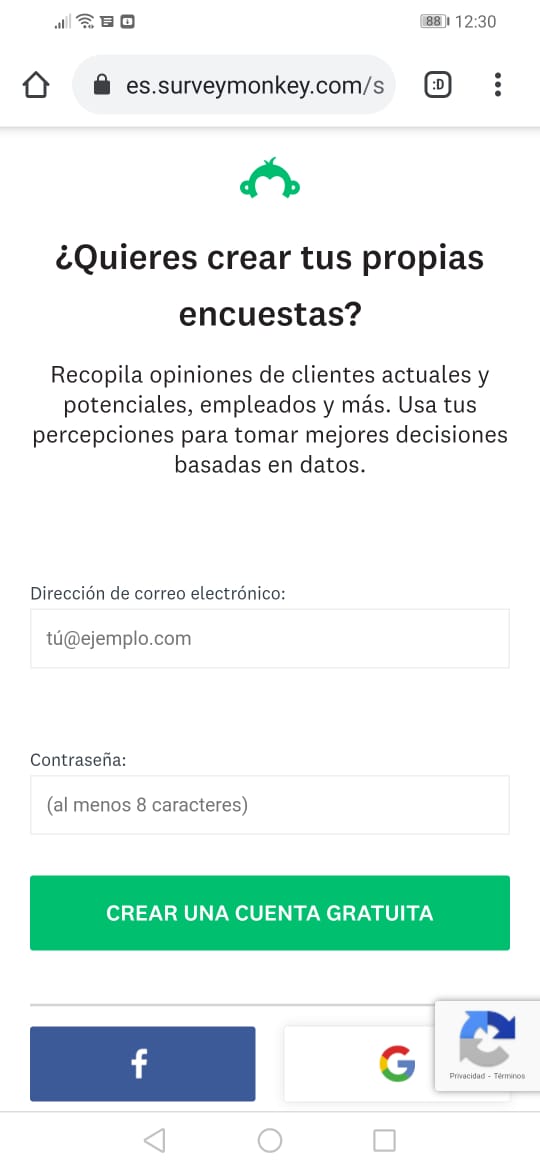 88 12:30
es.surveymonkey.com/s
:D
¿Quieres crear tus propias
encuestas?
Recopila opiniones de clientes actuales y
potenciales, empleados y más. Usa tus
percepciones para tomar mejores decisiones
basadas en datos.
Dirección de correo electrónico:
tú@ejemplo.com
Contraseña:
(al menos 8 caracteres)
CREAR UNA CUENTA GRATUITA
f
G
Privacidad - Términos